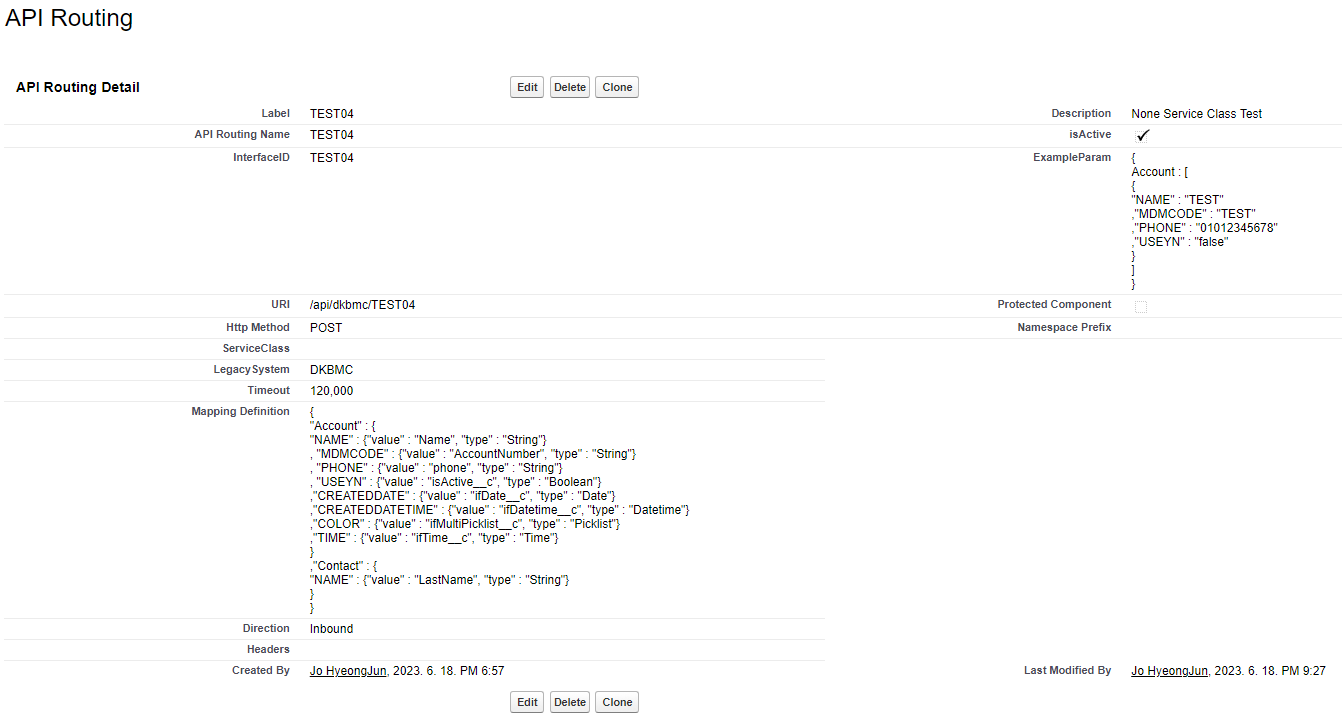 API Routing
API Routing Detail
Edit Delete Clone
Label TEST04 Description None Service Class Test
API Routing Name TEST04 isActive
InterfaceID TEST04 ExampleParam {
Account : [
{
"NAME" : "TEST"
,"MDMCODE" : "TEST"
,"PHONE" : "01012345678"
,"USEYN" : "false"
}
]
}
URI /api/dkbmc/TEST04 Protected Component
Http Method POST Namespace Prefix
ServiceClass
LegacySystem DKBMC
Timeout 120,000
Mapping Definition {
"Account" : {
"NAME" : {"value" : "Name", "type" : "String"}
, "MDMCODE" : {"value" : "AccountNumber", "type" : "String"}
, "PHONE" : {"value" : "phone", "type" : "String"}
, "USEYN" : {"value" : "isActive__c", "type" : "Boolean"}
,"CREATEDDATE" : {"value" : "ifDate__c", "type" : "Date"}
,"CREATEDDATETIME" : {"value" : "ifDatetime__c", "type" : "Datetime"}
,"COLOR" : {"value" : "ifMultiPicklist__c", "type" : "Picklist"}
,"TIME" : {"value" : "ifTime__c", "type" : "Time"}
}
,"Contact" : {
"NAME" : {"value" : "LastName", "type" : "String"}
}
}
Direction Inbound
Headers
Created By Jo HyeongJun, 2023. 6. 18. PM 6:57 Last Modified By Jo HyeongJun, 2023. 6. 18. PM 9:27
Edit Delete Clone